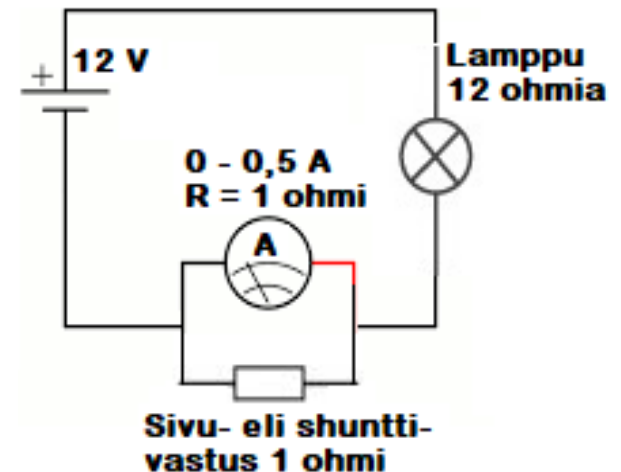 + 12 V
Lamppu
12 ohmia
0 - 0,5 A
R = 1 ohmi
A
Sivu- eli shuntti-
vastus 1 ohmi